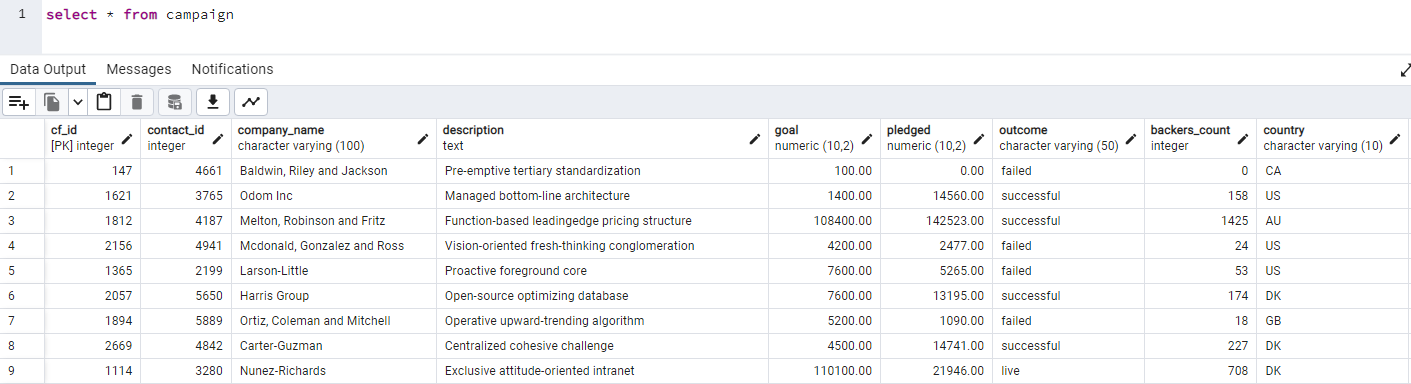 1 select * from campaign
Data Output Messages Notifications
cf_id contact_id company_name description goal pledged outcome backers_count country
[PK] integer integer character varying (100) text numeric (10,2) numeric (10,2) character varying (50) integer character varying (10)
1 147 4661 Baldwin, Riley and Jackson Pre-emptive tertiary standardization 100.00 0.00 failed 0 CA
2 1621 3765 Odom Inc Managed bottom-line architecture 1400.00 14560.00 successful 158 US
3 1812 4187 Melton, Robinson and Fritz Function-based leadingedge pricing structure 108400.00 142523.00 successful 1425 AU
4 2156 4941 Mcdonald, Gonzalez and Ross Vision-oriented fresh-thinking conglomeration 4200.00 2477.00 failed 24 US
5 1365 2199 Larson-Little Proactive foreground core 7600.00 5265.00 failed 53 US
6 2057 5650 Harris Group Open-source optimizing database 7600.00 13195.00 successful 174 DK
7 1894 5889 Ortiz, Coleman and Mitchell Operative upward-trending algorithm 5200.00 1090.00 failed 18 GB
8 2669 4842 Carter-Guzman Centralized cohesive challenge 4500.00 14741.00 successful 227 DK
9 1114 3280 Nunez-Richards Exclusive attitude-oriented intranet 110100.00 21946.00 live 708 DK